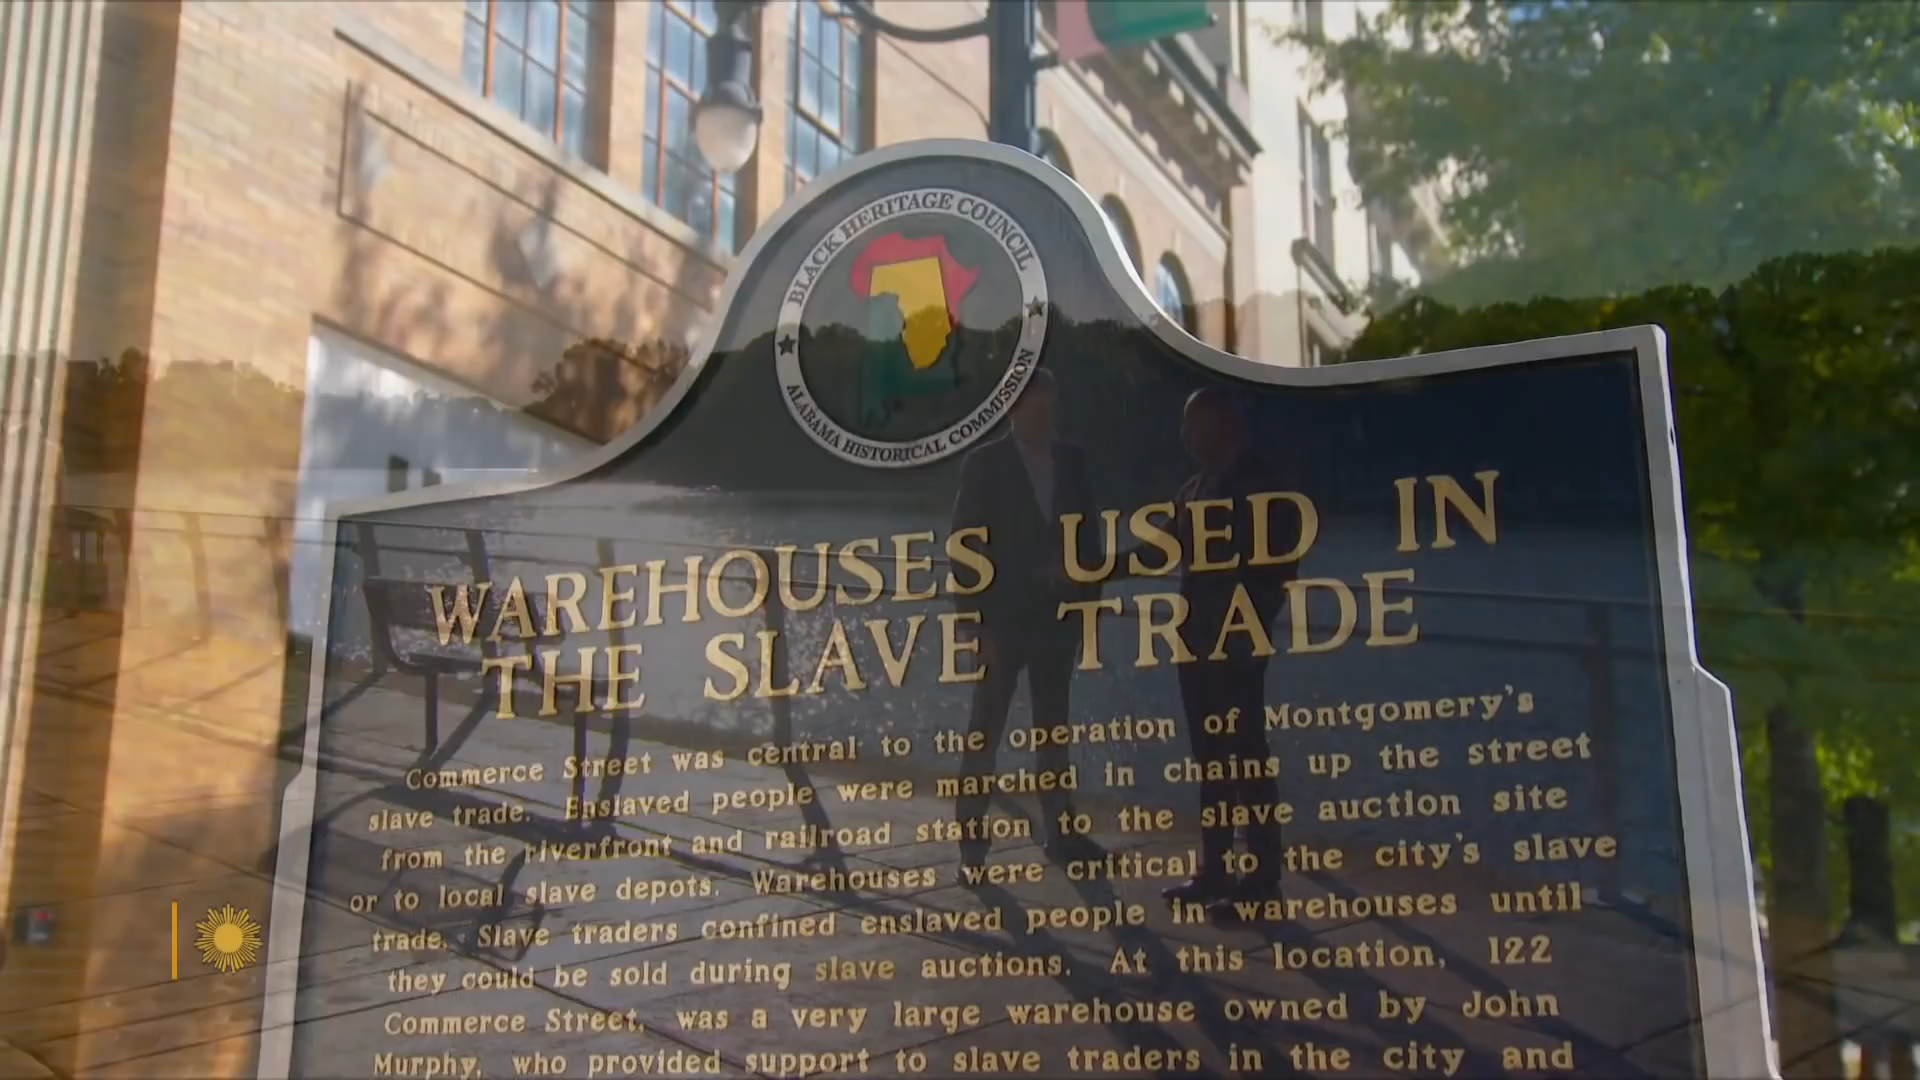 BLACK HERITAGE COUNCIL
ALABAMA HISTORICAL COMMISSION
WAREHOUSES USED IN
THE SLAVE TRADE
Commerce Street was central to the operation of Montgomery's
slave trade. Enslaved people were marched in chains up the street
from the riverfront and railroad station to the slave auction site
or to local slave depots. Warehouses were critical to the city's slave
trade. Slave traders confined enslaved people in warehouses until
they could be sold during slave auctions. At this location, 122
Commerce Street, was a very large warehouse owned by John
Murphy, who provided support to slave traders in the city and